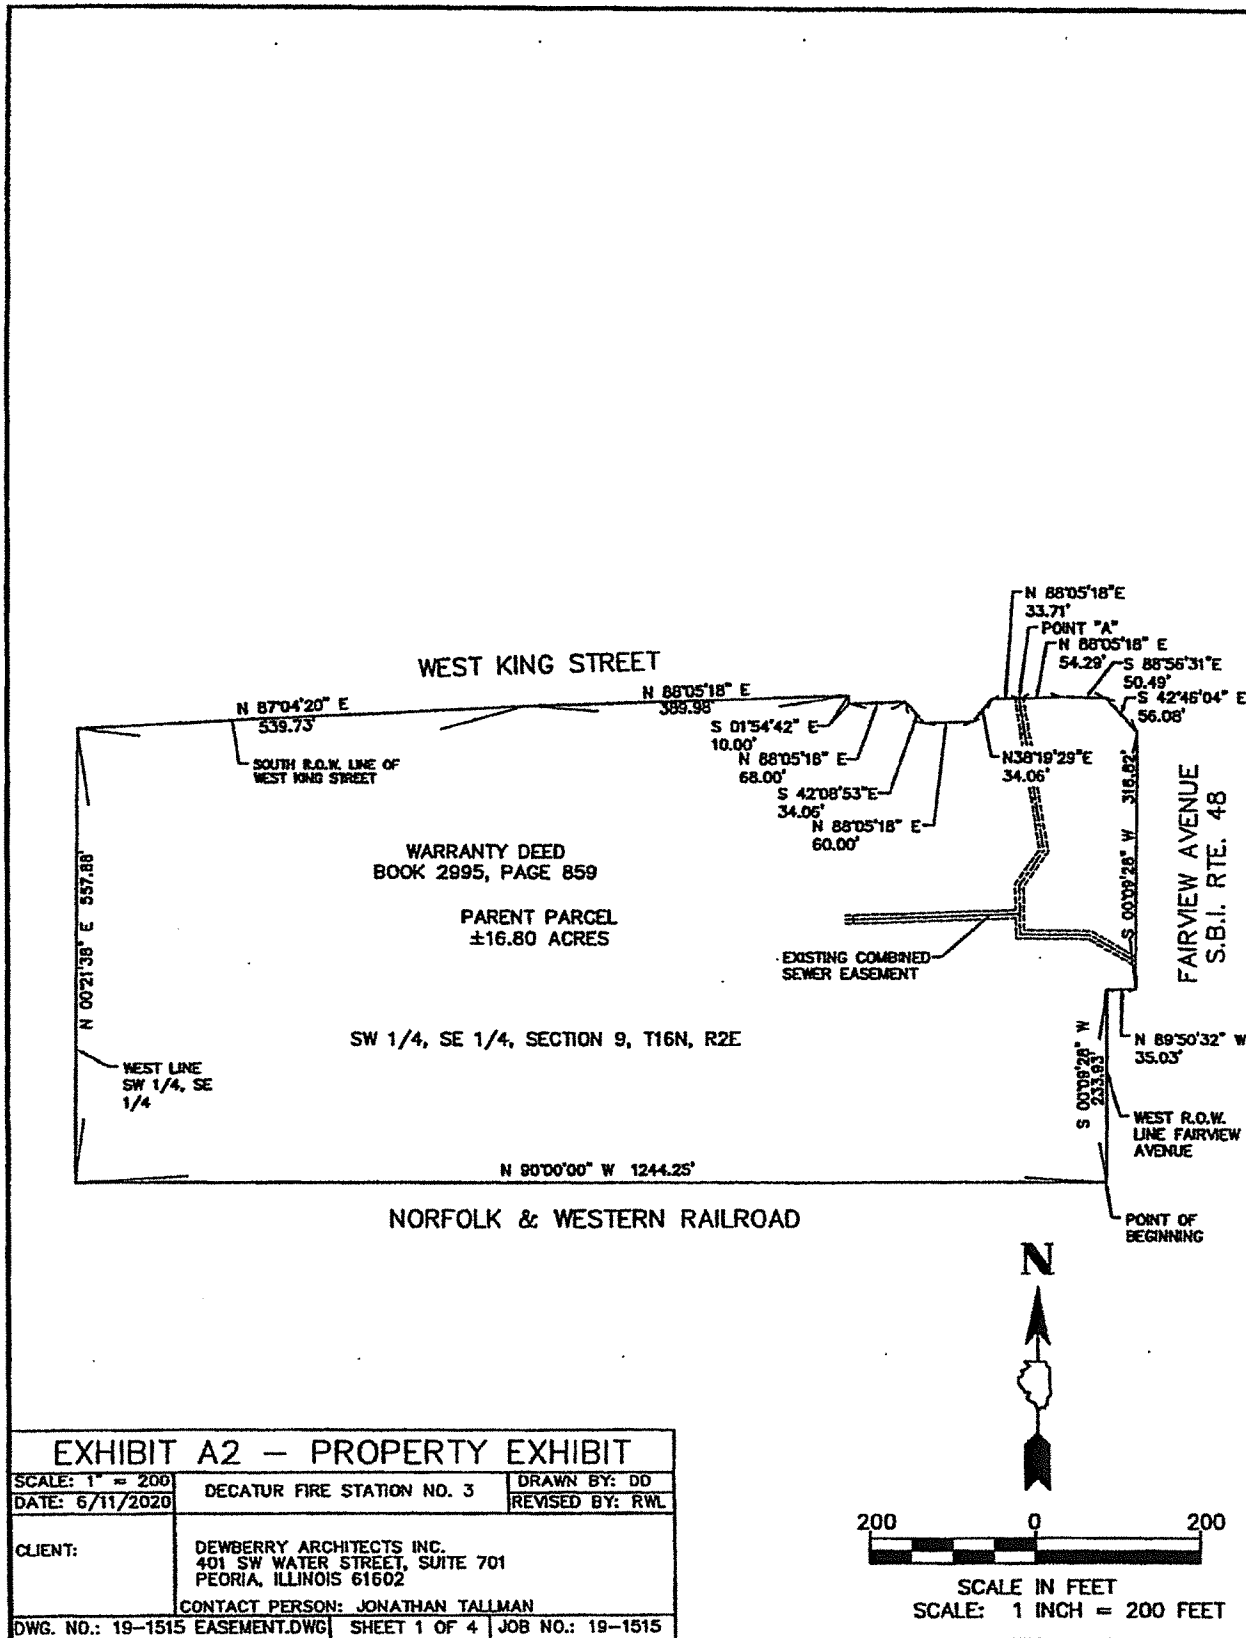 N 88°05'18"E
33.71'
POINT "A"
N 88°05'18" E
54.29'
S 88°56'31"E
50.49'
S 42°46'04" E
56.08'
WEST KING STREET
N 87°04'20" E
539.73'
N 88°05'18" E
389.98'
SOUTH R.O.W. LINE OF
WEST KING STREET
S 01°54'42" E
10.00'
N 88°05'18" E
68.00'
S 42°08'53"E
34.06'
N 88°05'18" E
60.00'
N38°19'29"E
34.06'
S 00°09'28" W 316.82'
FAIRVIEW AVENUE
S.B.I. RTE. 48
WARRANTY DEED
BOOK 2995, PAGE 859
PARENT PARCEL
±16.80 ACRES
N 00°21'38" E 557.88'
EXISTING COMBINED
SEWER EASEMENT
SW 1/4, SE 1/4, SECTION 9, T16N, R2E
N 89°50'32" W
35.03'
WEST LINE
SW 1/4, SE
1/4
S 00°09'28" W
233.93'
WEST R.O.W.
LINE FAIRVIEW
AVENUE
N 90°00'00" W 1244.25'
NORFOLK & WESTERN RAILROAD
POINT OF
BEGINNING
N
EXHIBIT A2 – PROPERTY EXHIBIT
SCALE: 1" = 200
DATE: 6/11/2020
DECATUR FIRE STATION NO. 3
DRAWN BY: DD
REVISED BY: RWL
CLIENT:
DEWBERRY ARCHITECTS INC.
401 SW WATER STREET, SUITE 701
PEORIA, ILLINOIS 61602
CONTACT PERSON: JONATHAN TALLMAN
DWG. NO.: 19-1515 EASEMENT.DWG SHEET 1 OF 4 JOB NO.: 19-1515
200 0 200
SCALE IN FEET
SCALE: 1 INCH = 200 FEET